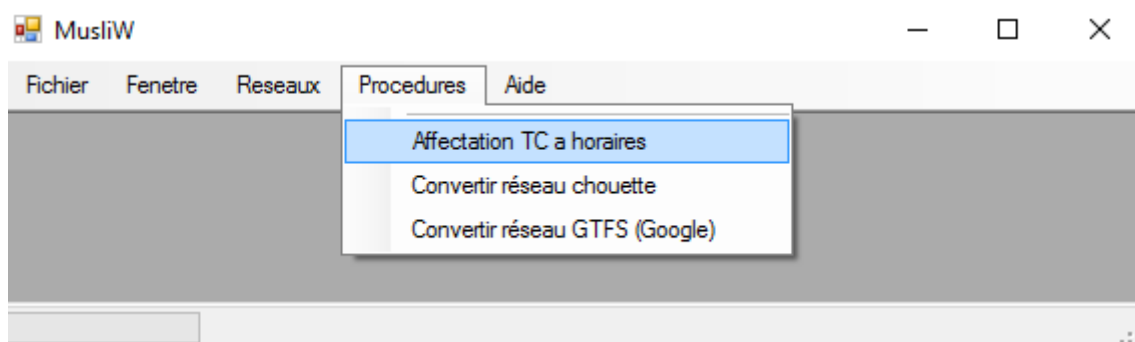 MusliW
Fichier Fenetre Reseaux Procedures Aide
Affectation TC a horaires
Convertir réseau chouette
Convertir réseau GTFS (Google)